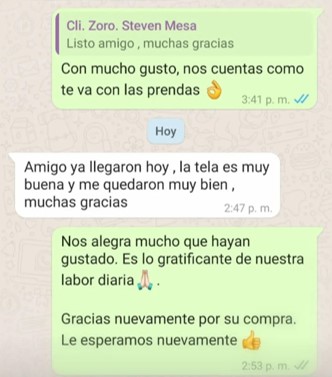 Cli. Zoro. Steven Mesa
Listo amigo , muchas gracias
Con mucho gusto, nos cuentas como
te va con las prendas 👌
3:41 p. m.
Hoy
Amigo ya llegaron hoy , la tela es muy
buena y me quedaron muy bien ,
muchas gracias
2:47 p. m.
Nos alegra mucho que hayan
gustado. Es lo gratificante de nuestra
labor diaria 🙏🏻 .
Gracias nuevamente por su compra.
Le esperamos nuevamente 👍
2:53 p. m.